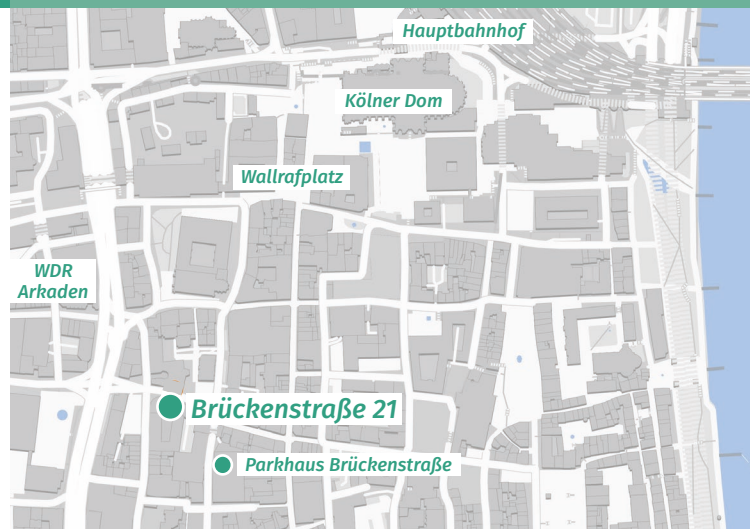 Hauptbahnhof
Kölner Dom
Wallrafplatz
WDR
Arkaden
Brückenstraße 21
Parkhaus Brückenstraße